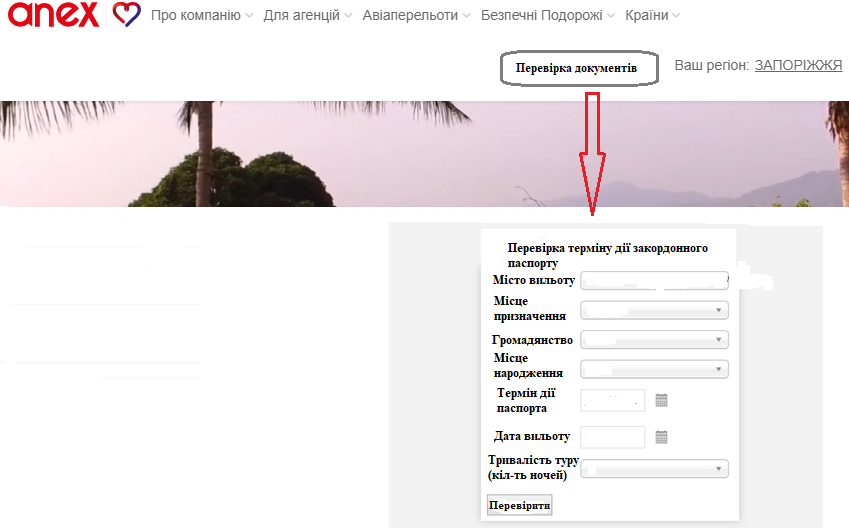 anex Про компанію Для агенцій Авіаперельоти Безпечні Подорожі Країни
Перевірка документів Ваш регіон: ЗАПОРІЖЖЯ
Перевірка терміну дії закордонного
паспорту
Місто вильоту
Місце
призначення
Громадянство
Місце
народження
Термін дії
паспорта
Дата вильоту
Тривалість туру
(кіл-ть ночей)
Перевірити